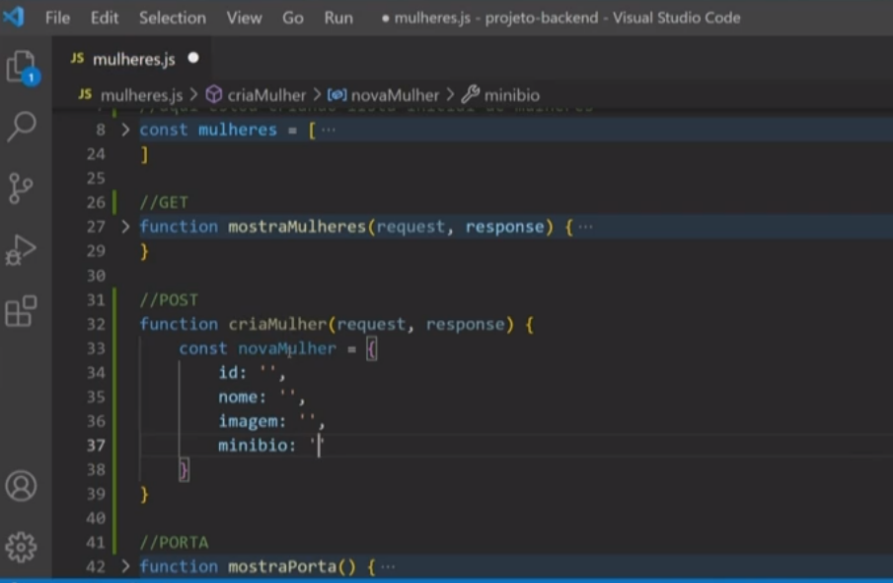 File Edit Selection View Go Run ● mulheres.js - projeto-backend - Visual Studio Code
JS mulheres.js ●
JS mulheres.js > criaMulher > novaMulher > minibio
8 > const mulheres = [ ···
24 ]
25
26 //GET
27 > function mostraMulheres(request, response) { ···
29 }
30
31 //POST
32 function criaMulher(request, response) {
33 const novaMulher = {
34 id: '',
35 nome: '',
36 imagem: '',
37 minibio: ''
38 }
39 }
40
41 //PORTA
42 > function mostraPorta() { ···
1